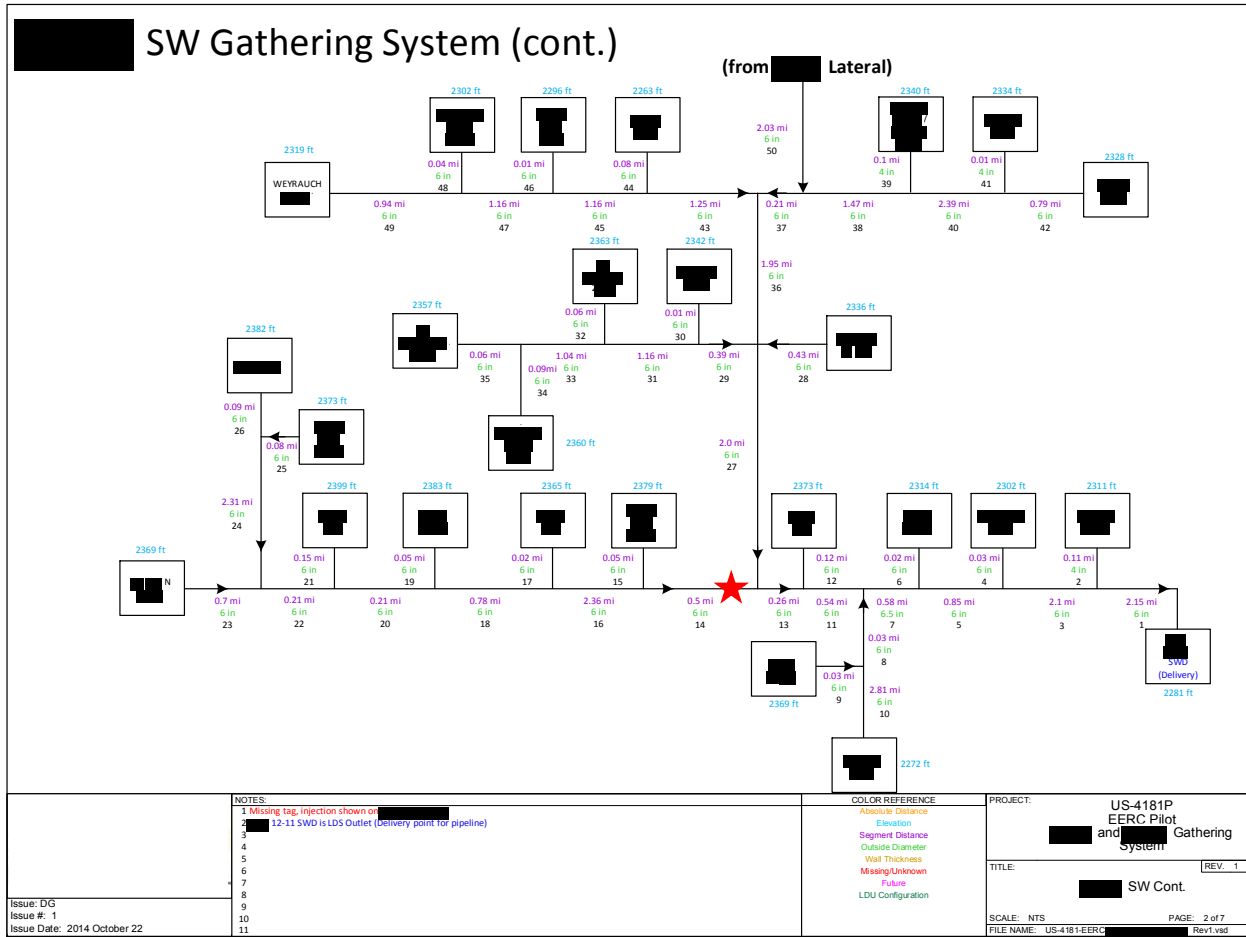 SW Gathering System (cont.)
(from Lateral)
2302 ft
2296 ft
2263 ft
2340 ft
2334 ft
2319 ft
2328 ft
WEYRAUCH
0.04 mi
6 in
48
0.01 mi
6 in
46
0.08 mi
6 in
44
2.03 mi
6 in
50
0.1 mi
4 in
39
0.01 mi
4 in
41
0.94 mi
6 in
49
1.16 mi
6 in
47
1.16 mi
6 in
45
1.25 mi
6 in
43
0.21 mi
6 in
37
1.47 mi
6 in
38
2.39 mi
6 in
40
0.79 mi
6 in
42
2363 ft
2342 ft
1.95 mi
6 in
36
2357 ft
2336 ft
0.06 mi
6 in
32
0.01 mi
6 in
30
0.06 mi
6 in
35
0.09mi
6 in
34
1.04 mi
6 in
33
1.16 mi
6 in
31
0.39 mi
6 in
29
0.43 mi
6 in
28
2382 ft
2373 ft
0.09 mi
6 in
26
0.08 mi
6 in
25
2360 ft
2.0 mi
6 in
27
2.31 mi
6 in
24
2399 ft
2383 ft
2365 ft
2379 ft
2373 ft
2314 ft
2302 ft
2311 ft
2369 ft
N
0.15 mi
6 in
21
0.05 mi
6 in
19
0.02 mi
6 in
17
0.05 mi
6 in
15
0.12 mi
6 in
12
0.02 mi
6 in
6
0.03 mi
6 in
4
0.11 mi
4 in
2
0.7 mi
6 in
23
0.21 mi
6 in
22
0.21 mi
6 in
20
0.78 mi
6 in
18
2.36 mi
6 in
16
0.5 mi
6 in
14
0.26 mi
6 in
13
0.54 mi
6 in
11
0.58 mi
6.5 in
7
0.85 mi
6 in
5
2.1 mi
6 in
3
2.15 mi
6 in
1
0.03 mi
6 in
8
0.03 mi
6 in
9
2369 ft
2.81 mi
6 in
10
2272 ft
SWD
(Delivery)
2281 ft
Issue: DG
Issue #: 1
Issue Date: 2014 October 22
NOTES:
1 Missing tag, injection shown on
2 12-11 SWD is LDS Outlet (Delivery point for pipeline)
3
4
5
6
7
8
9
10
11
COLOR REFERENCE
Absolute Distance
Elevation
Segment Distance
Outside Diameter
Wall Thickness
Missing/Unknown
Future
LDU Configuration
PROJECT:
US-4181P
EERC Pilot
and Gathering
System
TITLE:
REV. 1
SW Cont.
SCALE: NTS
PAGE: 2 of 7
FILE NAME: US-4181-EERC Rev1.vsd